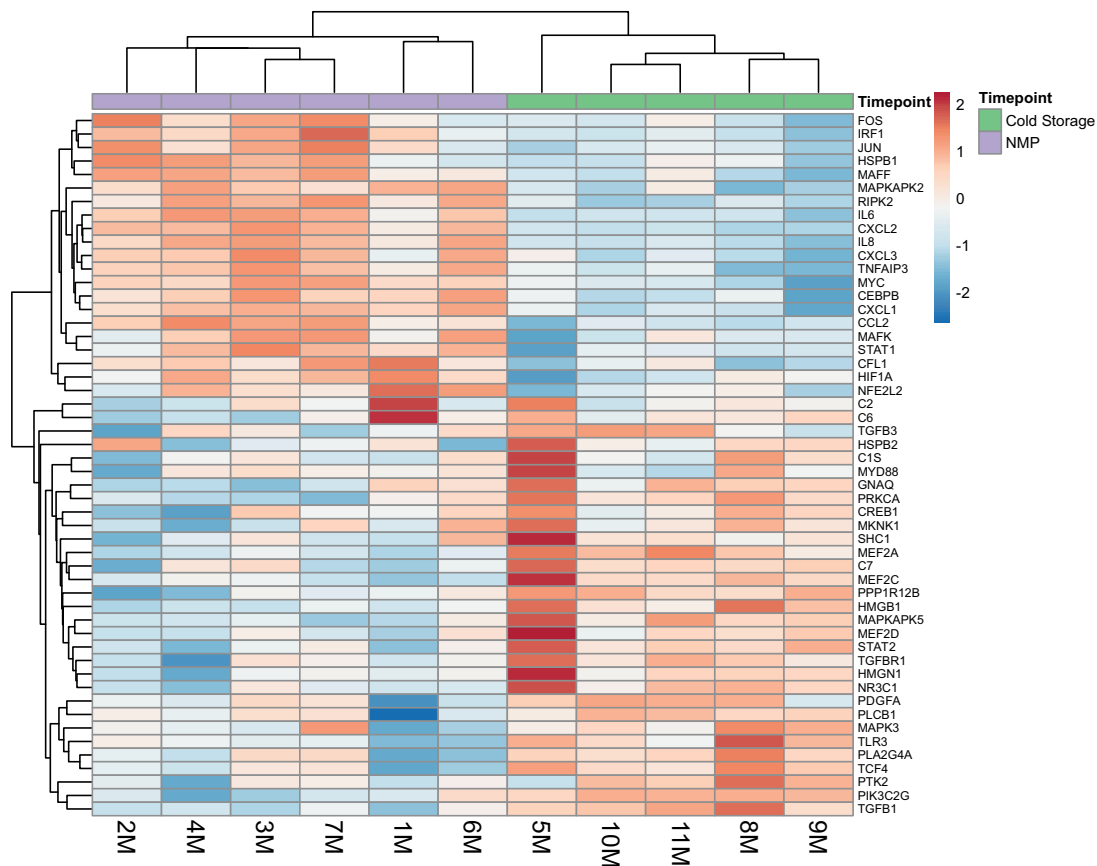 Timepoint
FOS
IRF1
JUN
HSPB1
MAFF
MAPKAPK2
RIPK2
IL6
CXCL2
IL8
CXCL3
TNFAIP3
MYC
CEBPB
CXCL1
CCL2
MAFK
STAT1
CFL1
HIF1A
NFE2L2
C2
C6
TGFB3
HSPB2
C1S
MYD88
GNAQ
PRKCA
CREB1
MKNK1
SHC1
MEF2A
C7
MEF2C
PPP1R12B
HMGB1
MAPKAPK5
MEF2D
STAT2
TGFBR1
HMGN1
NR3C1
PDGFA
PLCB1
MAPK3
TLR3
PLA2G4A
TCF4
PTK2
PIK3C2G
TGFB1
2M 4M 3M 7M 1M 6M 5M 10M 11M 8M 9M
2
1
0
-1
-2
Timepoint
Cold Storage
NMP